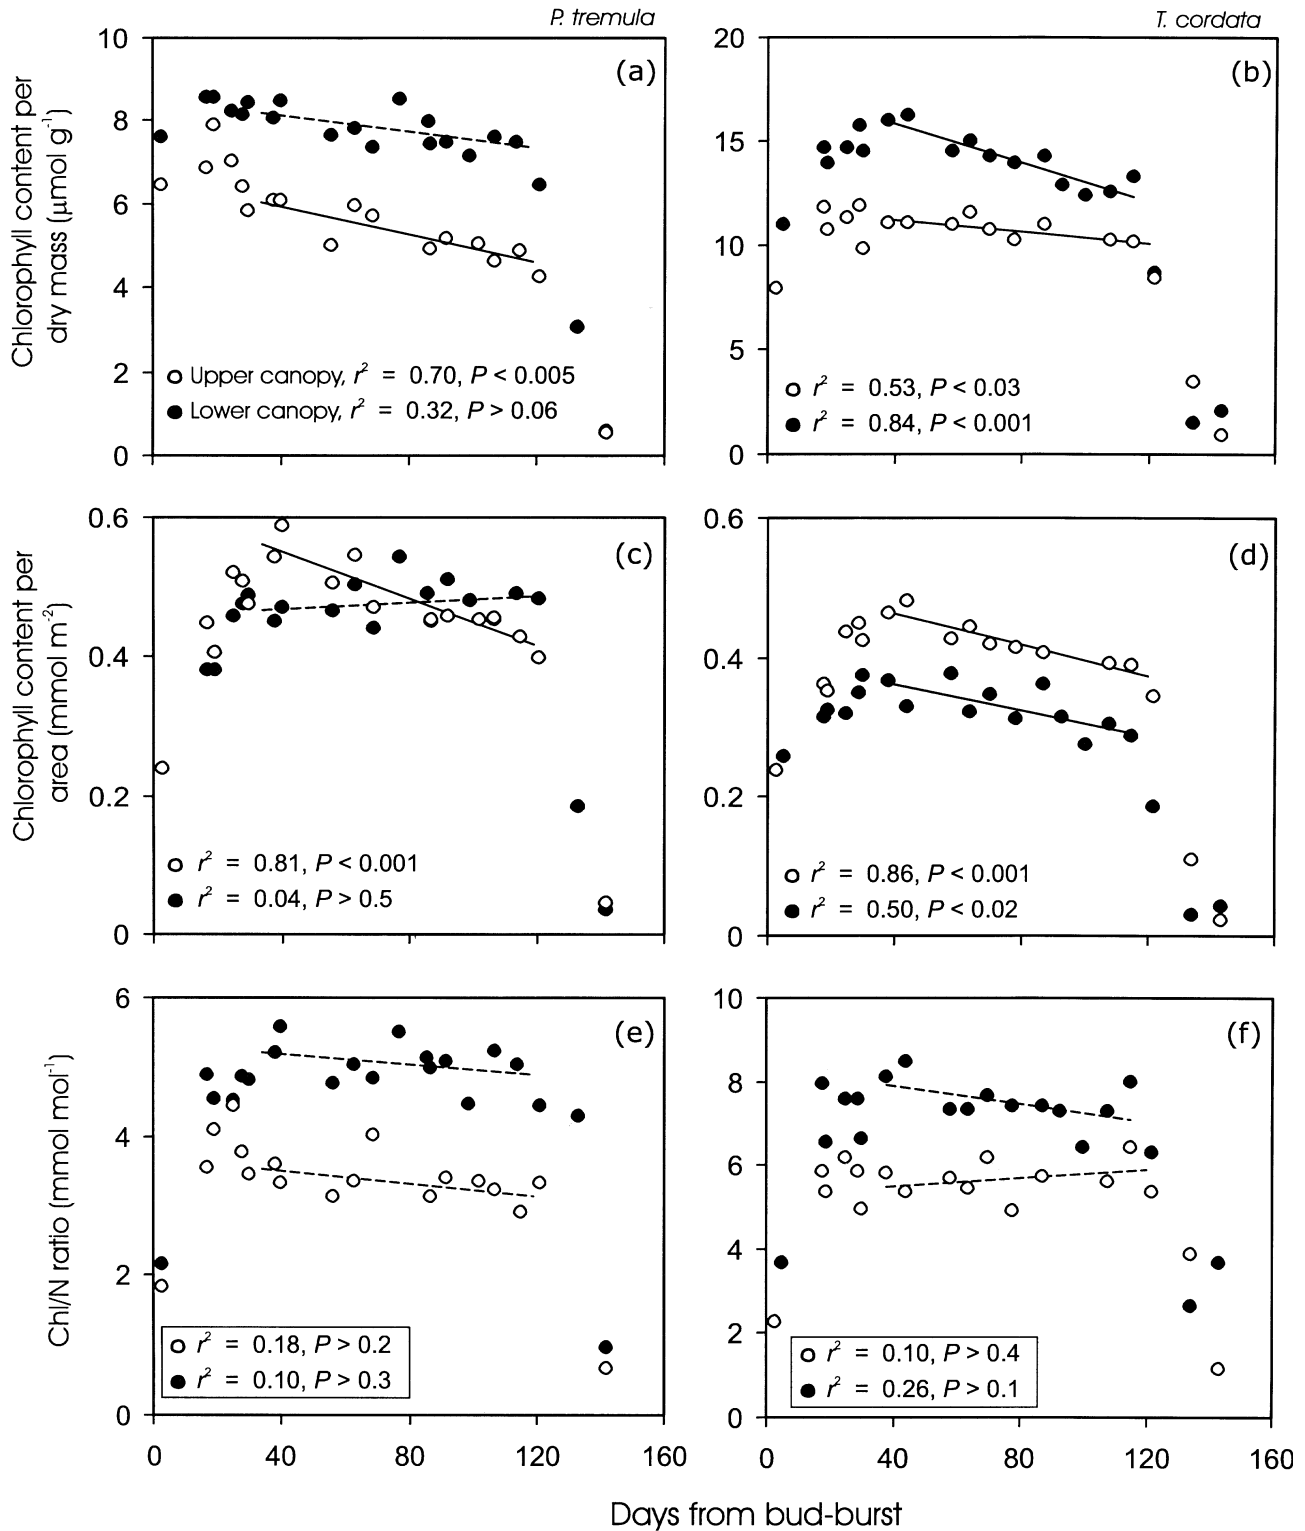 P. tremula
T. cordata
Chlorophyll content per
dry mass (μmol g⁻¹)
10
8
6
4
2
0
(a)
Upper canopy, r² = 0.70, P < 0.005
Lower canopy, r² = 0.32, P > 0.06
20
15
10
5
0
(b)
r² = 0.53, P < 0.03
r² = 0.84, P < 0.001
Chlorophyll content per
area (mmol m⁻²)
0.6
0.4
0.2
0
(c)
r² = 0.81, P < 0.001
r² = 0.04, P > 0.5
0.6
0.4
0.2
0
(d)
r² = 0.86, P < 0.001
r² = 0.50, P < 0.02
Chl/N ratio (mmol mol⁻¹)
6
4
2
0
(e)
r² = 0.18, P > 0.2
r² = 0.10, P > 0.3
0 40 80 120 160
10
8
6
4
2
0
(f)
r² = 0.10, P > 0.4
r² = 0.26, P > 0.1
0 40 80 120 160
Days from bud-burst